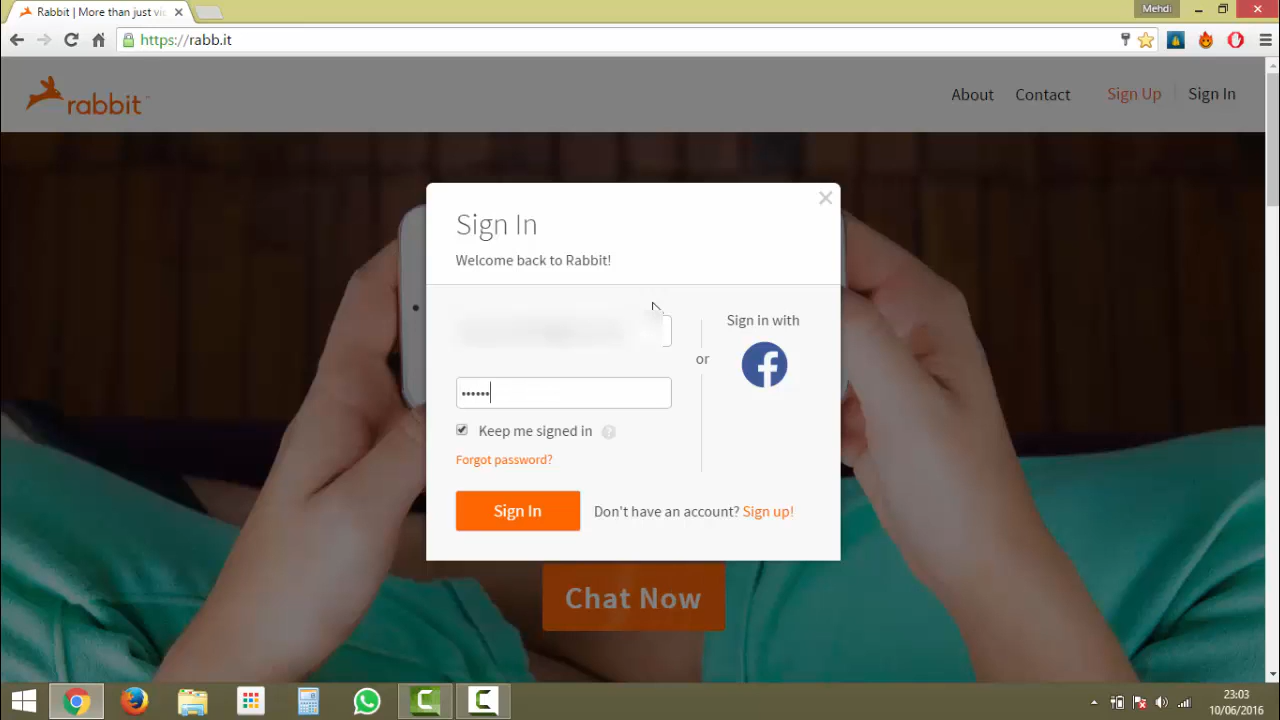 Rabbit | More than just vi
Mehdi
https://rabb.it
rabbit
About
Contact
Sign Up
Sign In
Sign In
Welcome back to Rabbit!
Sign in with
or
••••••
Keep me signed in ?
Forgot password?
Sign In
Don't have an account? Sign up!
Chat Now
23:03
10/06/2016